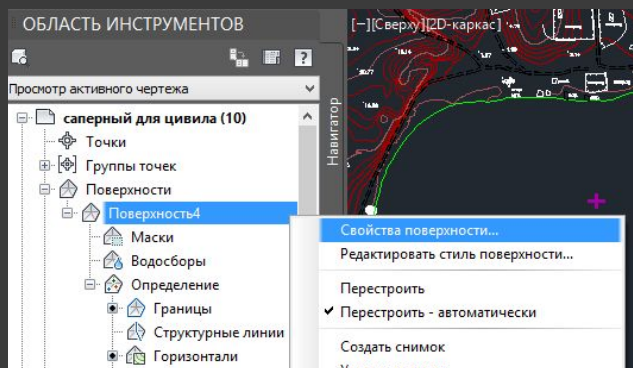 ОБЛАСТЬ ИНСТРУМЕНТОВ
Просмотр активного чертежа
саперный для цивила (10)
Точки
Группы точек
Поверхности
Поверхность4
Маски
Водосборы
Определение
Границы
Структурные линии
Горизонтали
Навигатор
[−][Сверху][2D-каркас]
Свойства поверхности...
Редактировать стиль поверхности...
Перестроить
Перестроить - автоматически
Создать снимок